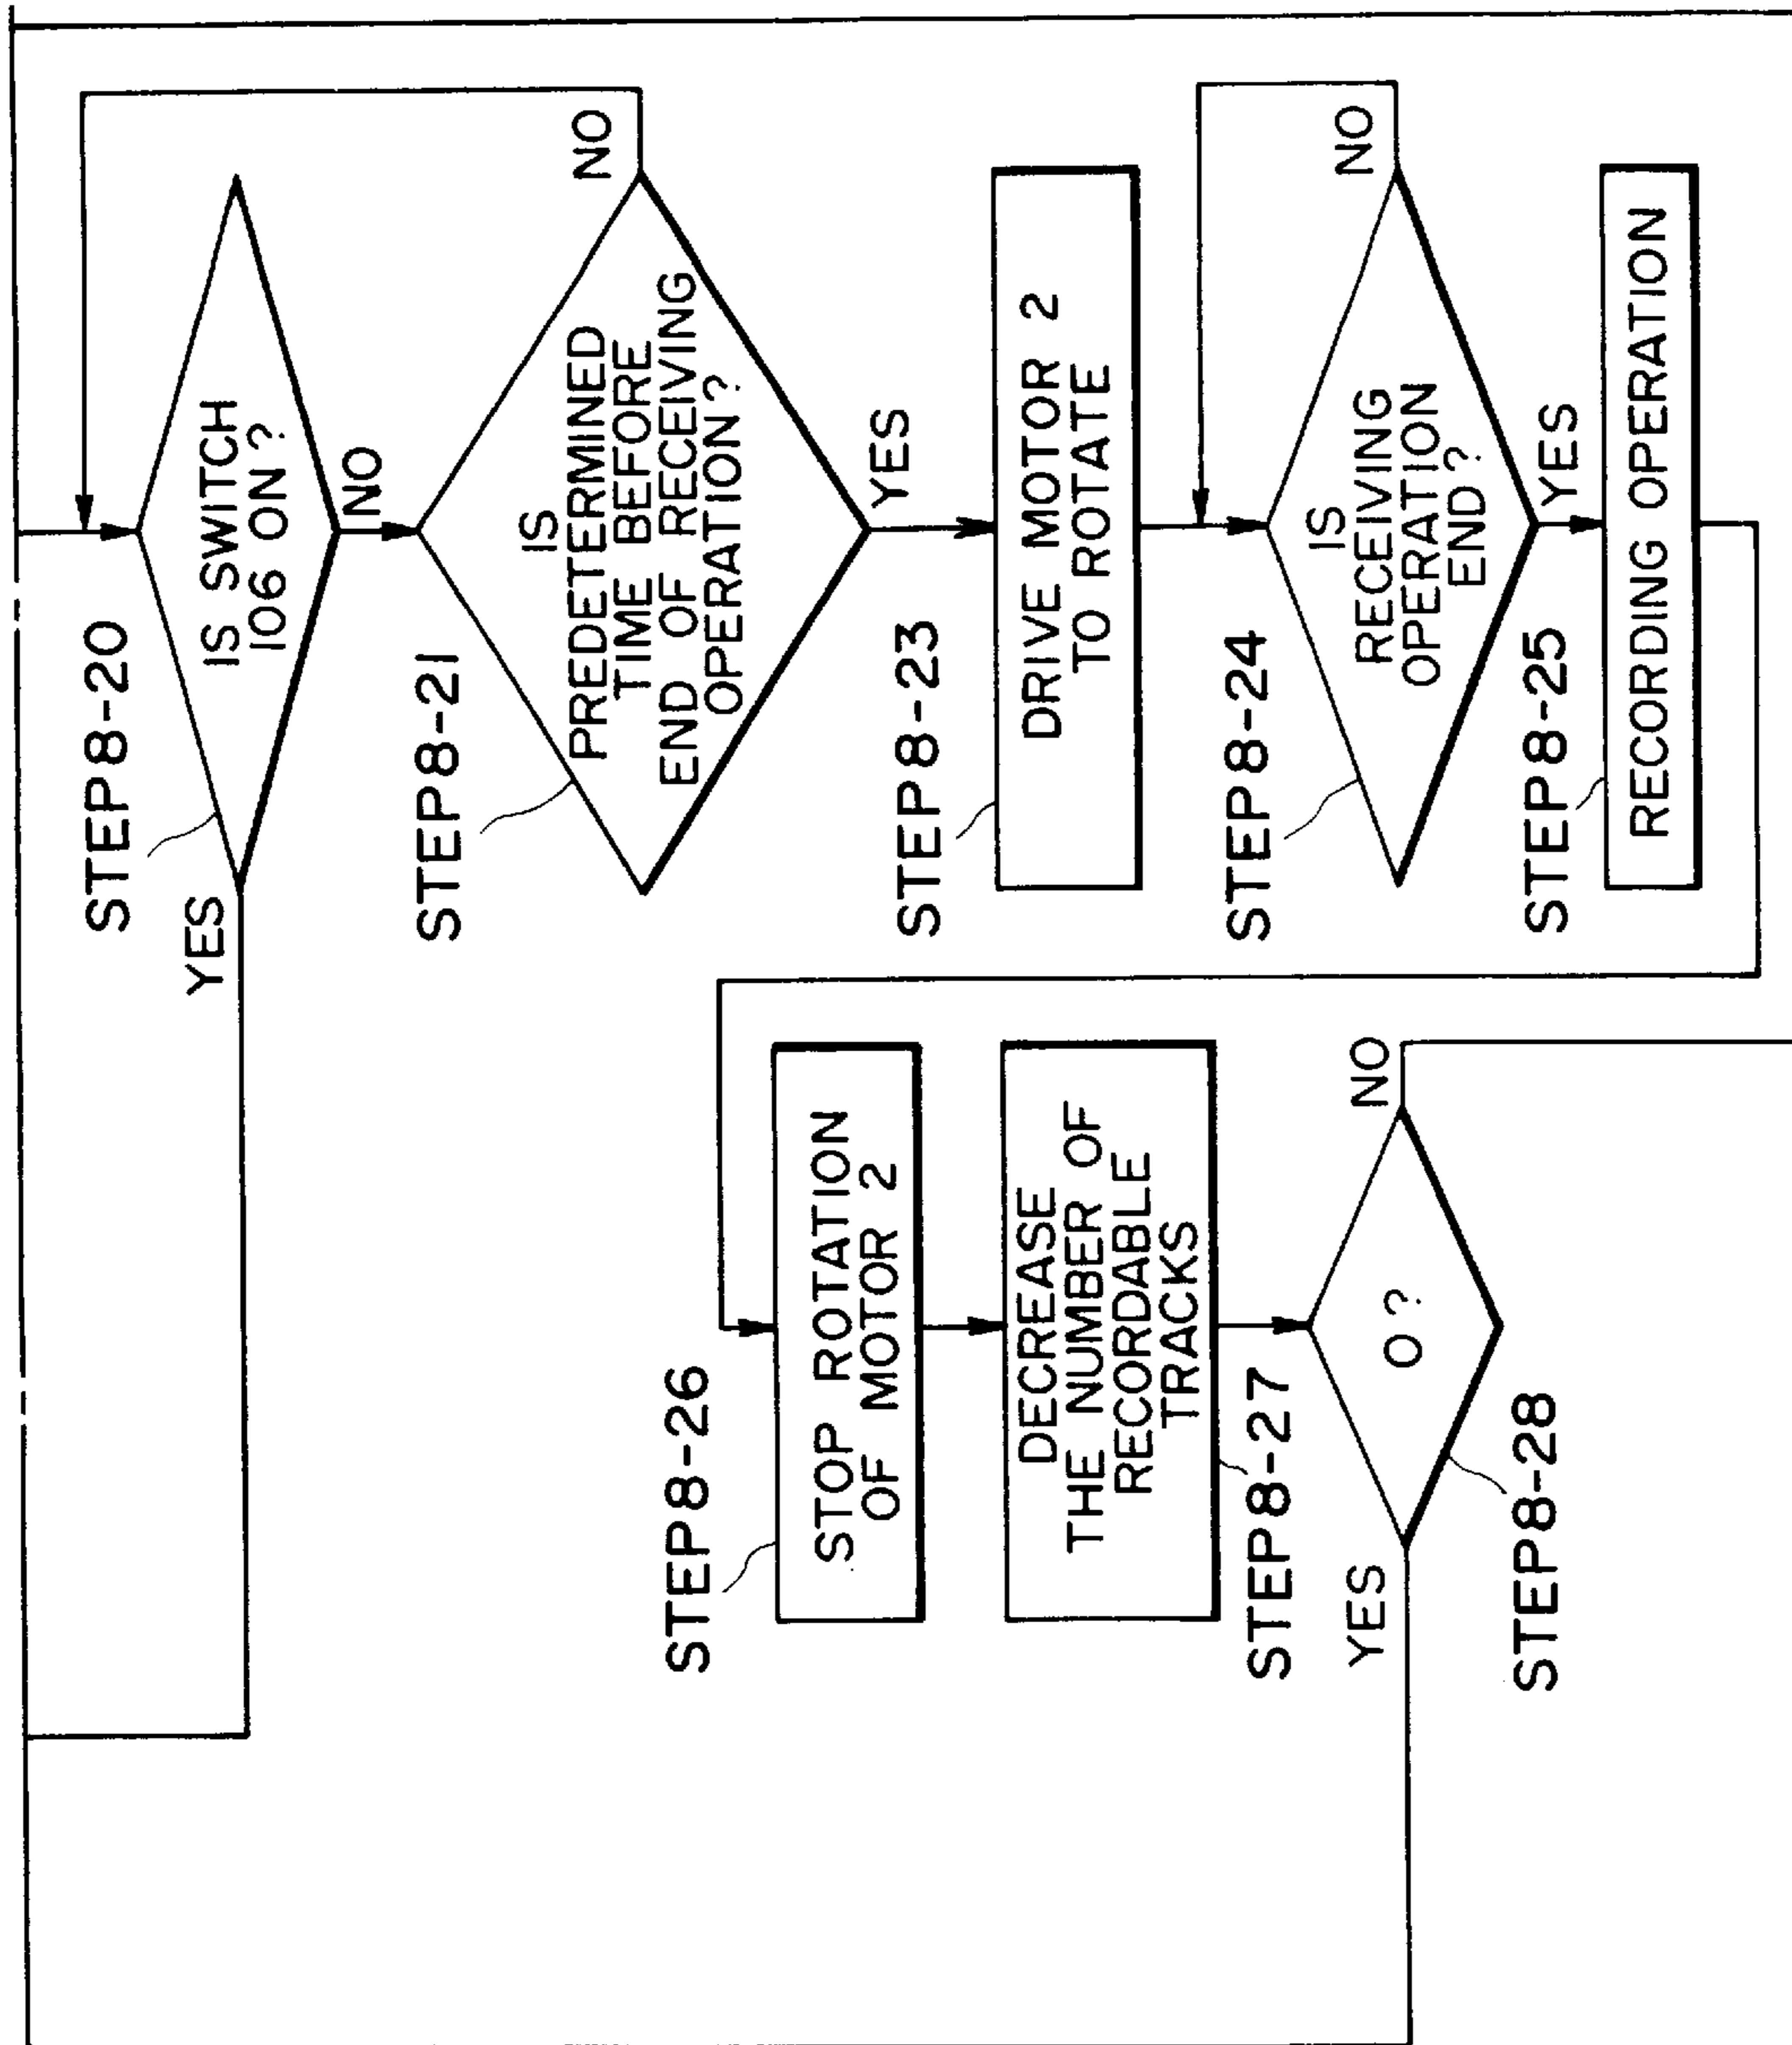 STEP8-20
IS SWITCH
106 ON?
YES
NO
STEP8-21
IS
PREDETERMINED
TIME BEFORE
END OF RECEIVING
OPERATION?
NO
YES
STEP8-23
DRIVE MOTOR 2
TO ROTATE
STEP8-24
IS
RECEIVING
OPERATION
END?
NO
YES
STEP8-25
RECORDING OPERATION
STEP8-26
STOP ROTATION
OF MOTOR 2
DECREASE
THE NUMBER OF
RECORDABLE
TRACKS
STEP8-27
0?
YES
NO
STEP8-28